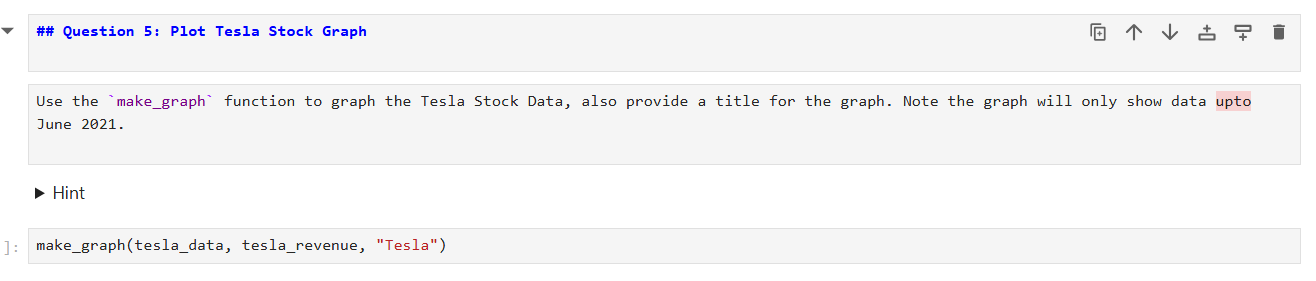 ## Question 5: Plot Tesla Stock Graph
Use the `make_graph` function to graph the Tesla Stock Data, also provide a title for the graph. Note the graph will only show data upto
June 2021.
Hint
]: make_graph(tesla_data, tesla_revenue, "Tesla")